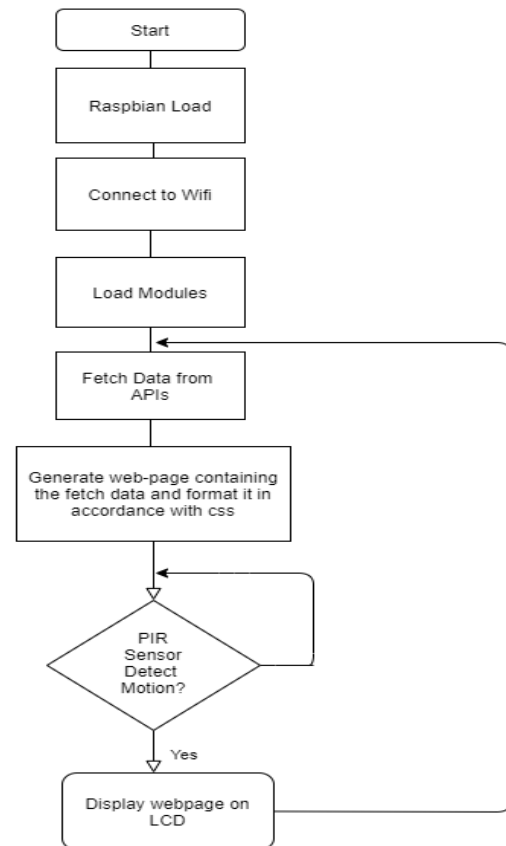 Start
Raspbian Load
Connect to Wifi
Load Modules
Fetch Data from
APIs
Generate web-page containing
the fetch data and format it in
accordance with css
PIR
Sensor
Detect
Motion?
Yes
Display webpage on
LCD